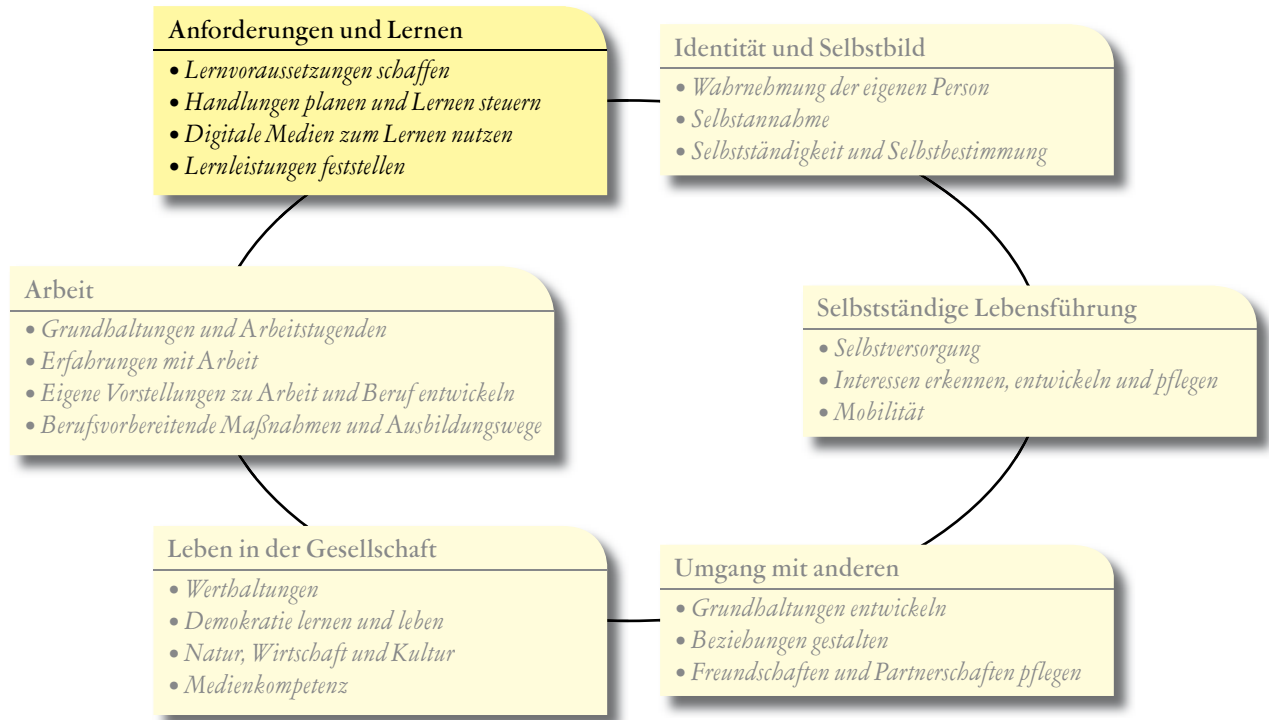 Anforderungen und Lernen
• Lernvoraussetzungen schaffen
• Handlungen planen und Lernen steuern
• Digitale Medien zum Lernen nutzen
• Lernleistungen feststellen
Identität und Selbstbild
• Wahrnehmung der eigenen Person
• Selbstannahme
• Selbstständigkeit und Selbstbestimmung
Arbeit
• Grundhaltungen und Arbeitstugenden
• Erfahrungen mit Arbeit
• Eigene Vorstellungen zu Arbeit und Beruf entwickeln
• Berufsvorbereitende Maßnahmen und Ausbildungswege
Selbstständige Lebensführung
• Selbstversorgung
• Interessen erkennen, entwickeln und pflegen
• Mobilität
Leben in der Gesellschaft
• Werthaltungen
• Demokratie lernen und leben
• Natur, Wirtschaft und Kultur
• Medienkompetenz
Umgang mit anderen
• Grundhaltungen entwickeln
• Beziehungen gestalten
• Freundschaften und Partnerschaften pflegen